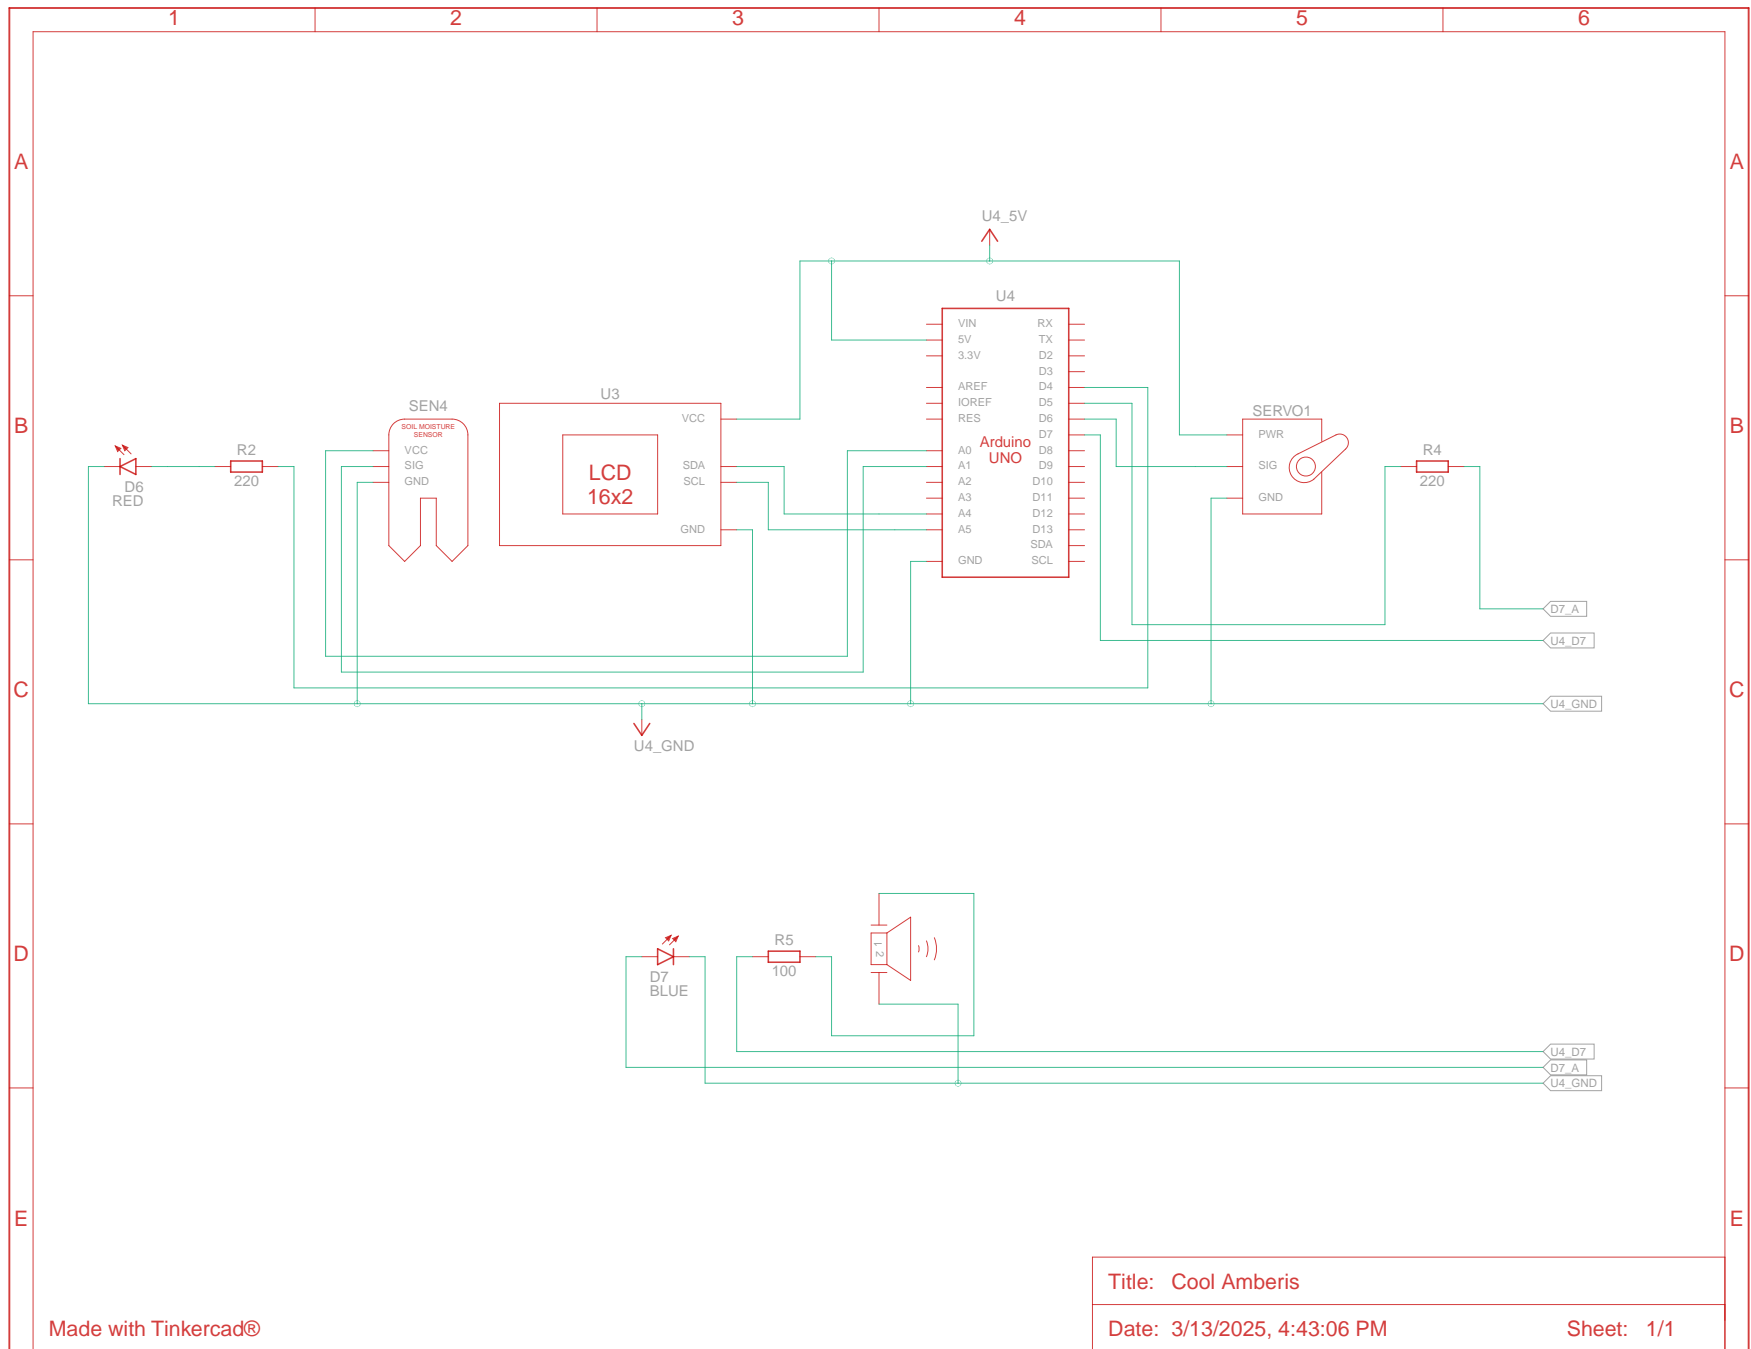 1 2 3 4 5 6
A A
U4_5V
U4
VIN RX
5V TX
3.3V D2
D3
AREF D4
IOREF D5
RES D6
D7
Arduino
UNO
A0 D8
A1 D9
A2 D10
A3 D11
A4 D12
A5 D13
SDA
GND SCL
B B
D6
RED
R2
220
SEN4
SOIL MOISTURE
SENSOR
VCC
SIG
GND
U3
VCC
LCD
16x2
SDA
SCL
GND
SERVO1
PWR
SIG
GND
R4
220
D7_A
U4_D7
U4_GND
C C
U4_GND
D D
D7
BLUE
R5
100
1 2
U4_D7
D7_A
U4_GND
E E
Title: Cool Amberis
Made with Tinkercad®
Date: 3/13/2025, 4:43:06 PM Sheet: 1/1